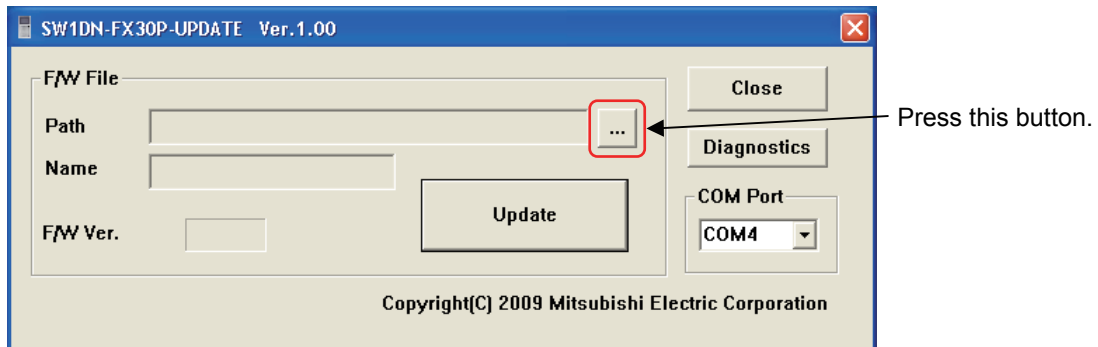 SW1DN-FX30P-UPDATE Ver.1.00
F/W File
Path
...
Name
F/W Ver.
Update
Close
Diagnostics
COM Port
COM4
Press this button.
Copyright(C) 2009 Mitsubishi Electric Corporation